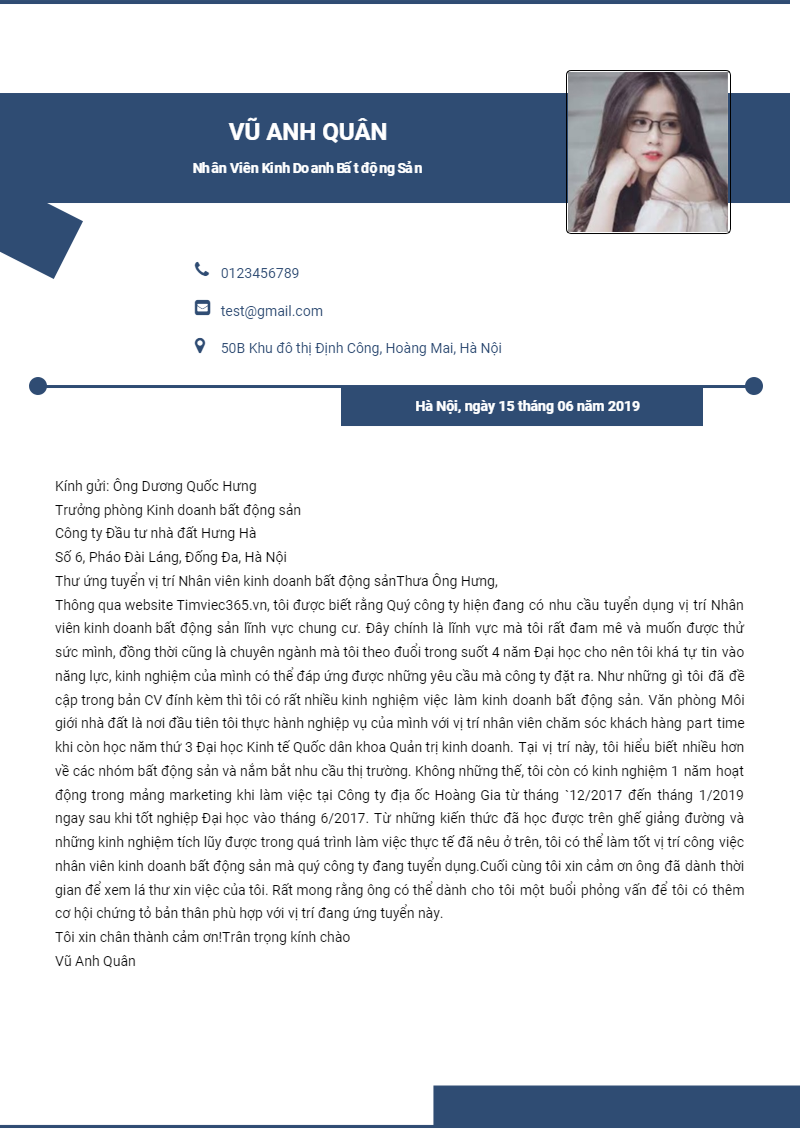 VŨ ANH QUÂN
Nhân Viên Kinh Doanh Bất động Sản
0123456789
test@gmail.com
50B Khu đô thị Định Công, Hoàng Mai, Hà Nội
Hà Nội, ngày 15 tháng 06 năm 2019
Kính gửi: Ông Dương Quốc Hưng
Trưởng phòng Kinh doanh bất động sản
Công ty Đầu tư nhà đất Hưng Hà
Số 6, Pháo Đài Láng, Đống Đa, Hà Nội
Thư ứng tuyển vị trí Nhân viên kinh doanh bất động sảnThưa Ông Hưng,
Thông qua website Timviec365.vn, tôi được biết rằng Quý công ty hiện đang có nhu cầu tuyển dụng vị trí Nhân
viên kinh doanh bất động sản lĩnh vực chung cư. Đây chính là lĩnh vực mà tôi rất đam mê và muốn được thử
sức mình, đồng thời cũng là chuyên ngành mà tôi theo đuổi trong suốt 4 năm Đại học cho nên tôi khá tự tin vào
năng lực, kinh nghiệm của mình có thể đáp ứng được những yêu cầu mà công ty đặt ra. Như những gì tôi đã đề
cập trong bản CV đính kèm thì tôi có rất nhiều kinh nghiệm việc làm kinh doanh bất động sản. Văn phòng Môi
giới nhà đất là nơi đầu tiên tôi thực hành nghiệp vụ của mình với vị trí nhân viên chăm sóc khách hàng part time
khi còn học năm thứ 3 Đại học Kinh tế Quốc dân khoa Quản trị kinh doanh. Tại vị trí này, tôi hiểu biết nhiều hơn
về các nhóm bất động sản và nắm bắt nhu cầu thị trường. Không những thế, tôi còn có kinh nghiệm 1 năm hoạt
động trong mảng marketing khi làm việc tại Công ty địa ốc Hoàng Gia từ tháng `12/2017 đến tháng 1/2019
ngay sau khi tốt nghiệp Đại học vào tháng 6/2017. Từ những kiến thức đã học được trên ghế giảng đường và
những kinh nghiệm tích lũy được trong quá trình làm việc thực tế đã nêu ở trên, tôi có thể làm tốt vị trí công việc
nhân viên kinh doanh bất động sản mà quý công ty đang tuyển dụng.Cuối cùng tôi xin cảm ơn ông đã dành thời
gian để xem lá thư xin việc của tôi. Rất mong rằng ông có thể dành cho tôi một buổi phỏng vấn để tôi có thêm
cơ hội chứng tỏ bản thân phù hợp với vị trí đang ứng tuyển này.
Tôi xin chân thành cảm ơn!Trân trọng kính chào
Vũ Anh Quân